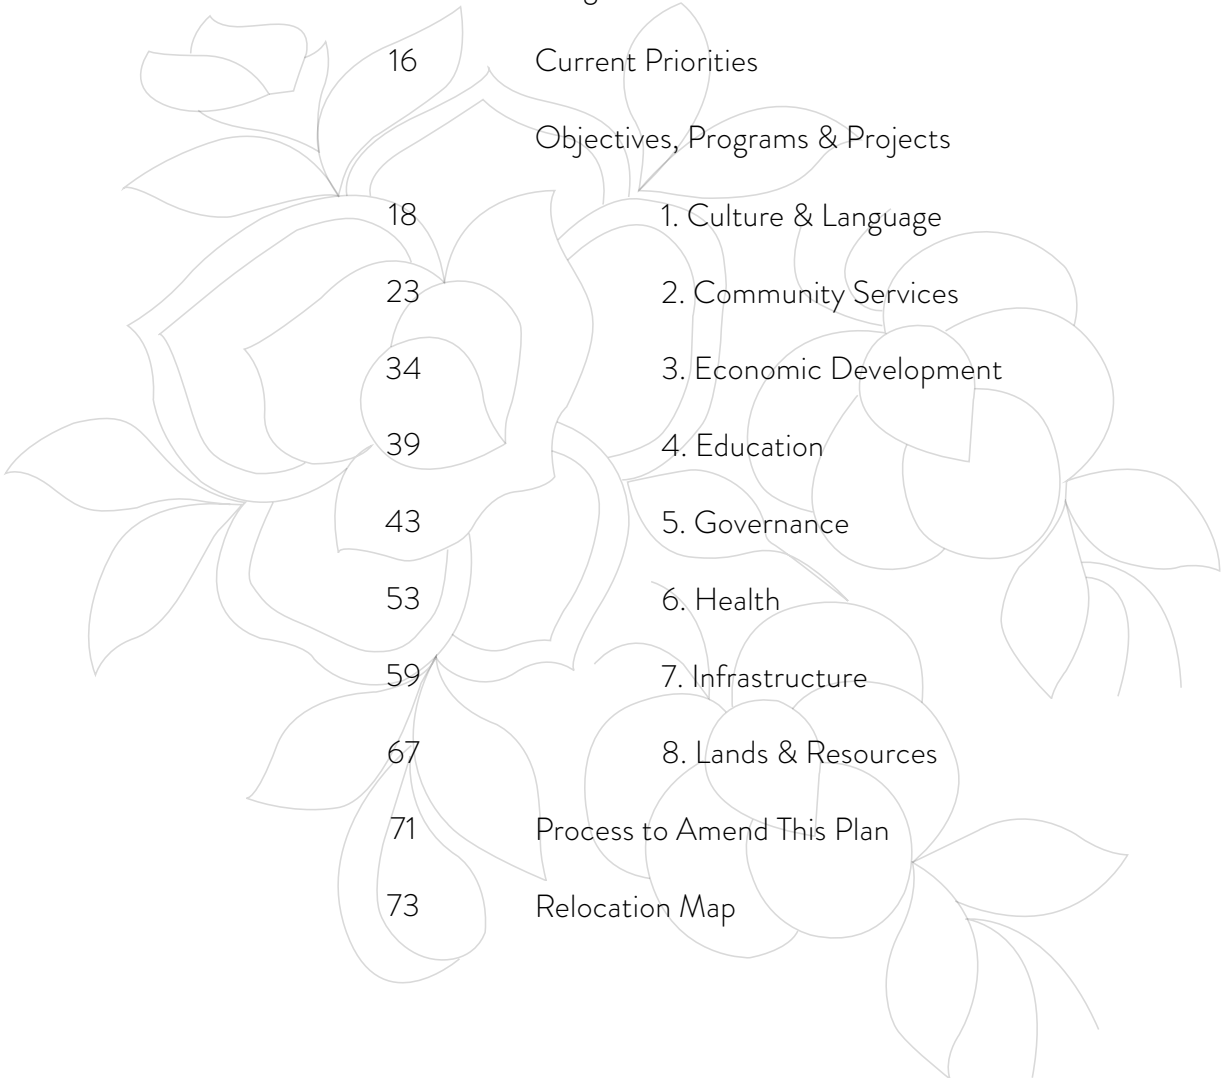 16 Current Priorities
Objectives, Programs & Projects
18 1. Culture & Language
23 2. Community Services
34 3. Economic Development
39 4. Education
43 5. Governance
53 6. Health
59 7. Infrastructure
67 8. Lands & Resources
71 Process to Amend This Plan
73 Relocation Map